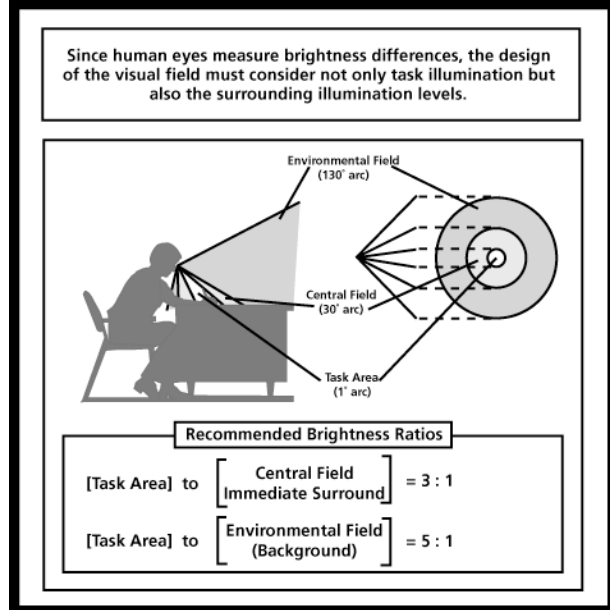 Since human eyes measure brightness differences, the design
of the visual field must consider not only task illumination but
also the surrounding illumination levels.
Environmental Field
(130° arc)
Central Field
(30° arc)
Task Area
(1° arc)
Recommended Brightness Ratios
[Task Area] to [Central Field
Immediate Surround] = 3 : 1
[Task Area] to [Environmental Field
(Background)] = 5 : 1